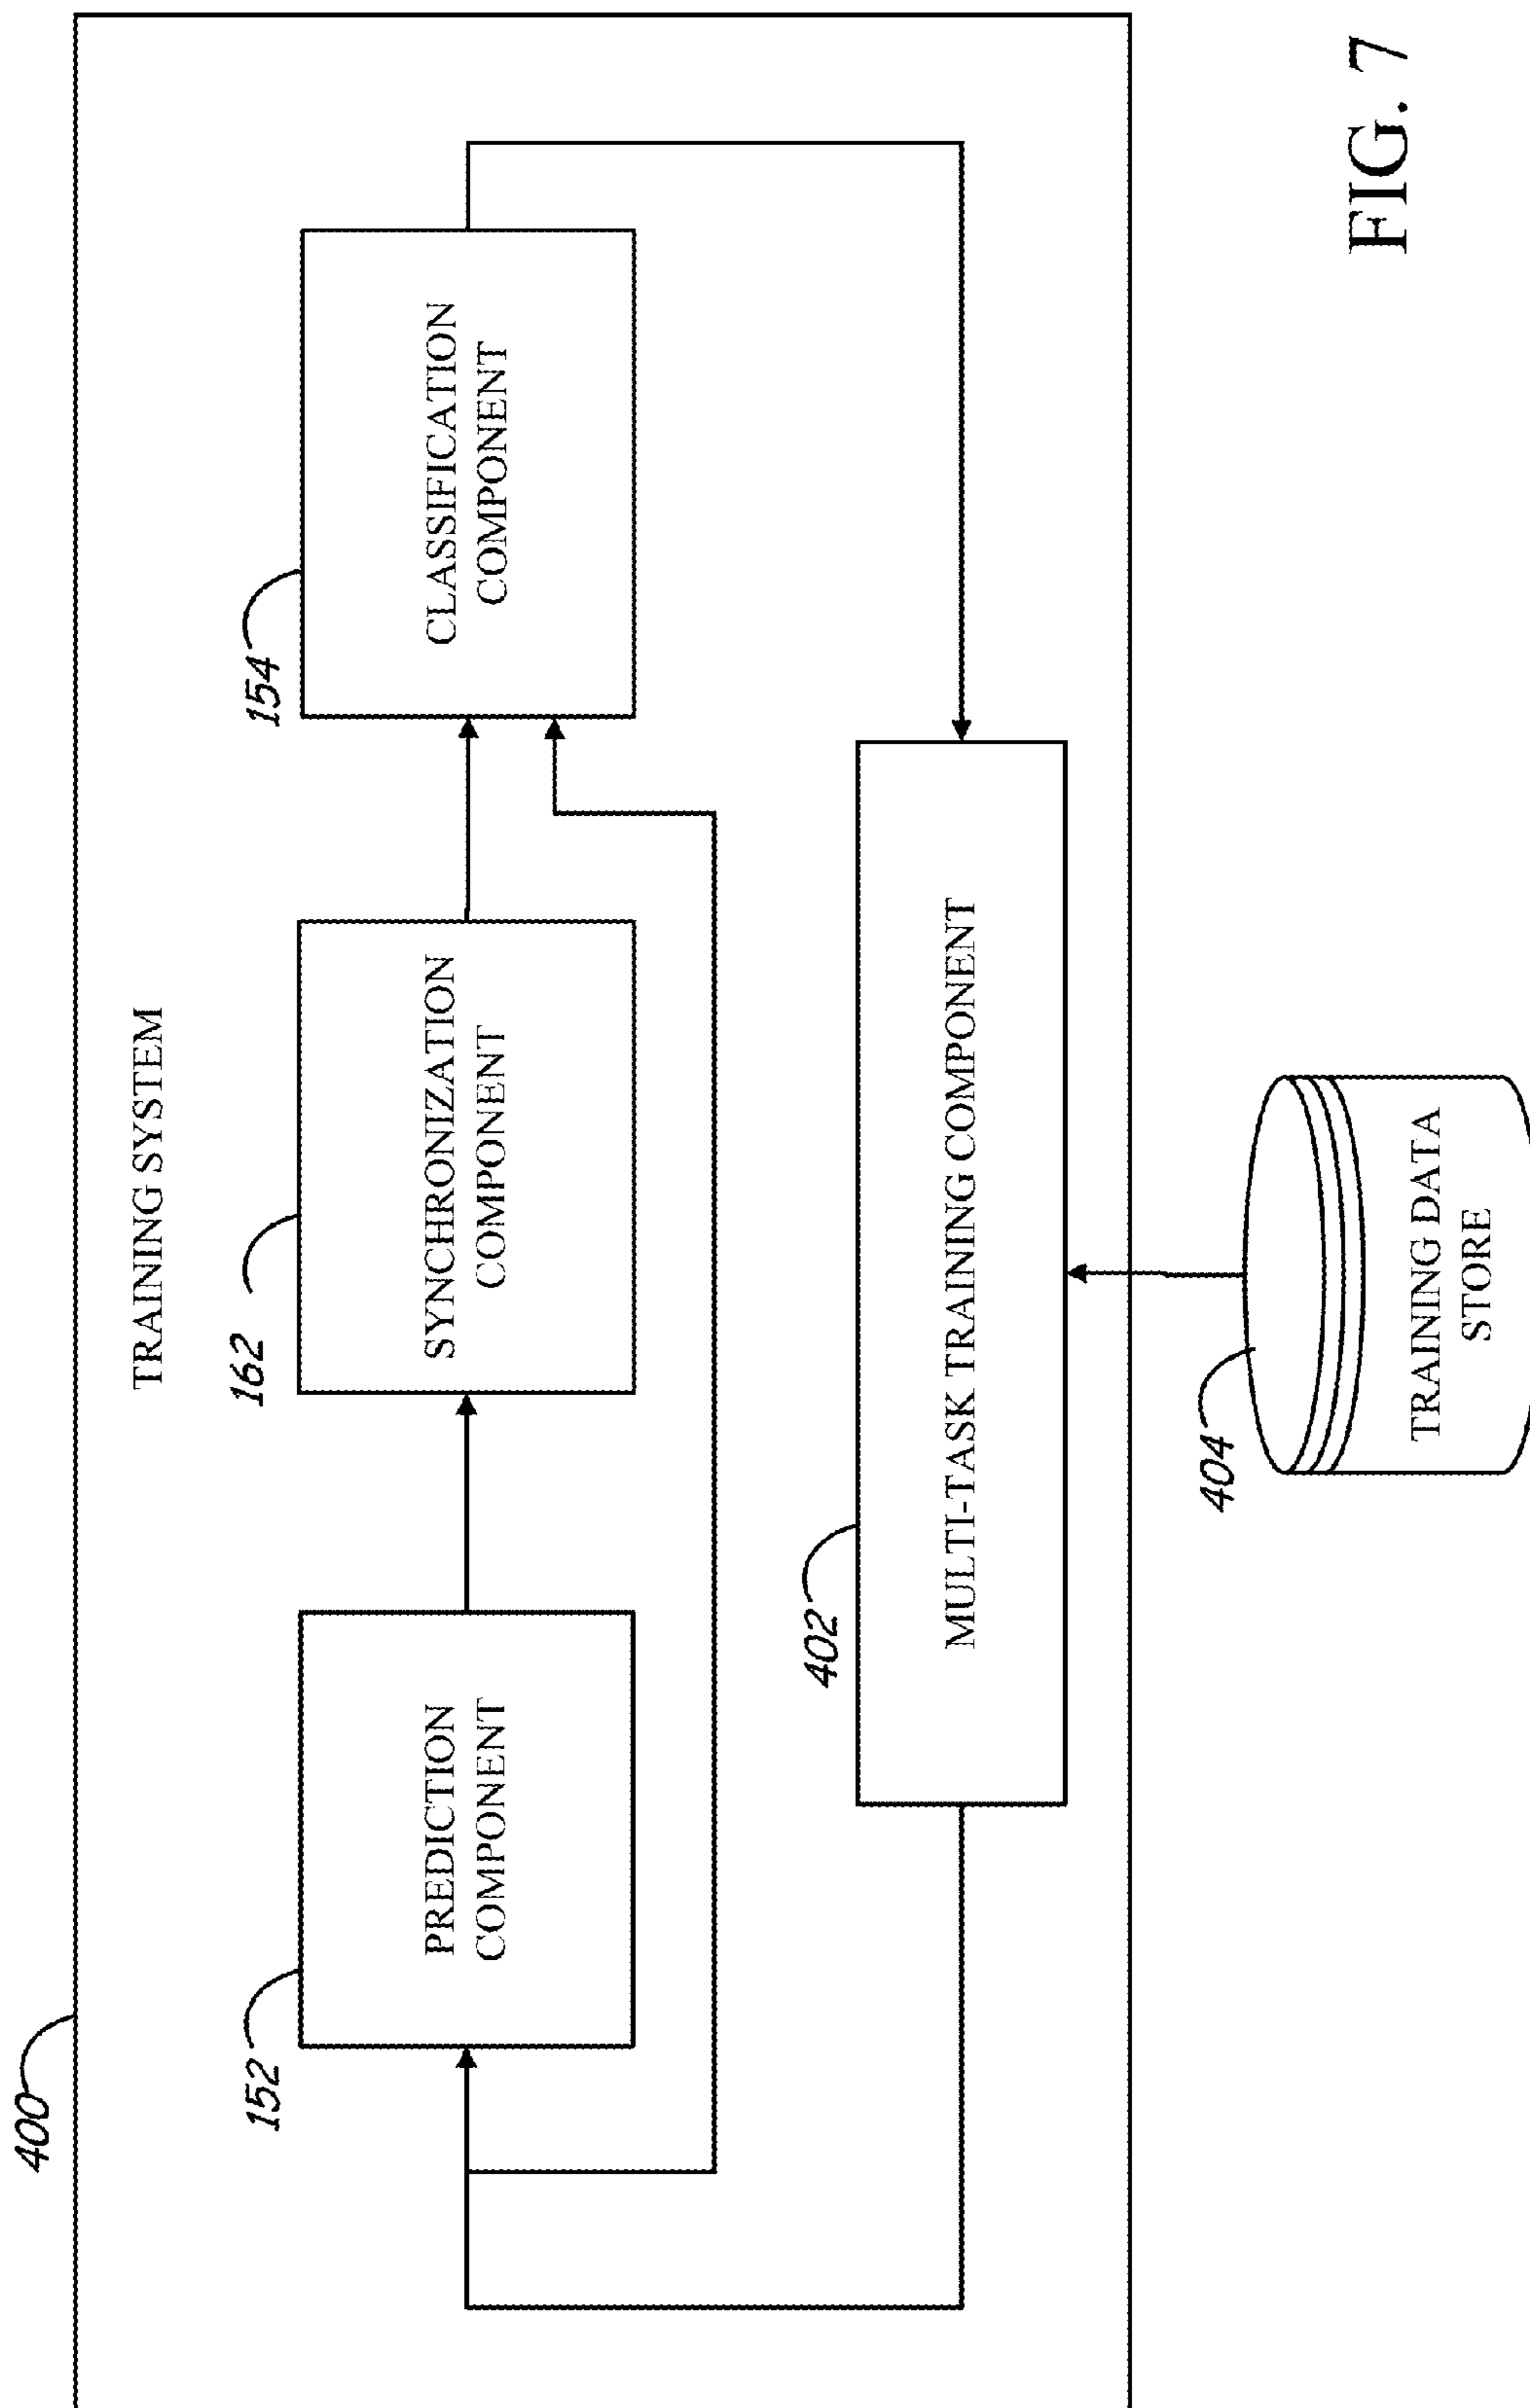 400
TRAINING SYSTEM
152
PREDICTION
COMPONENT
162
SYNCHRONIZATION
COMPONENT
154
CLASSIFICATION
COMPONENT
402
MULTI-TASK TRAINING COMPONENT
404
TRAINING DATA
STORE
FIG. 7